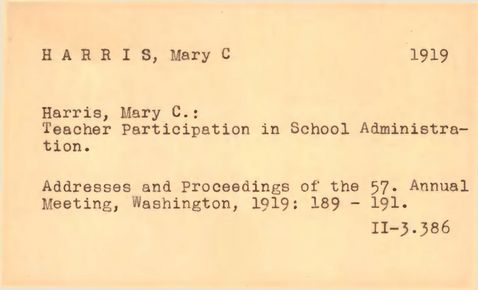 H A R R I S, Mary C 1919
Harris, Mary C.:
Teacher Participation in School Administra-
tion.
Addresses and Proceedings of the 57. Annual
Meeting, Washington, 1919: 189 - 191.
II-3.386